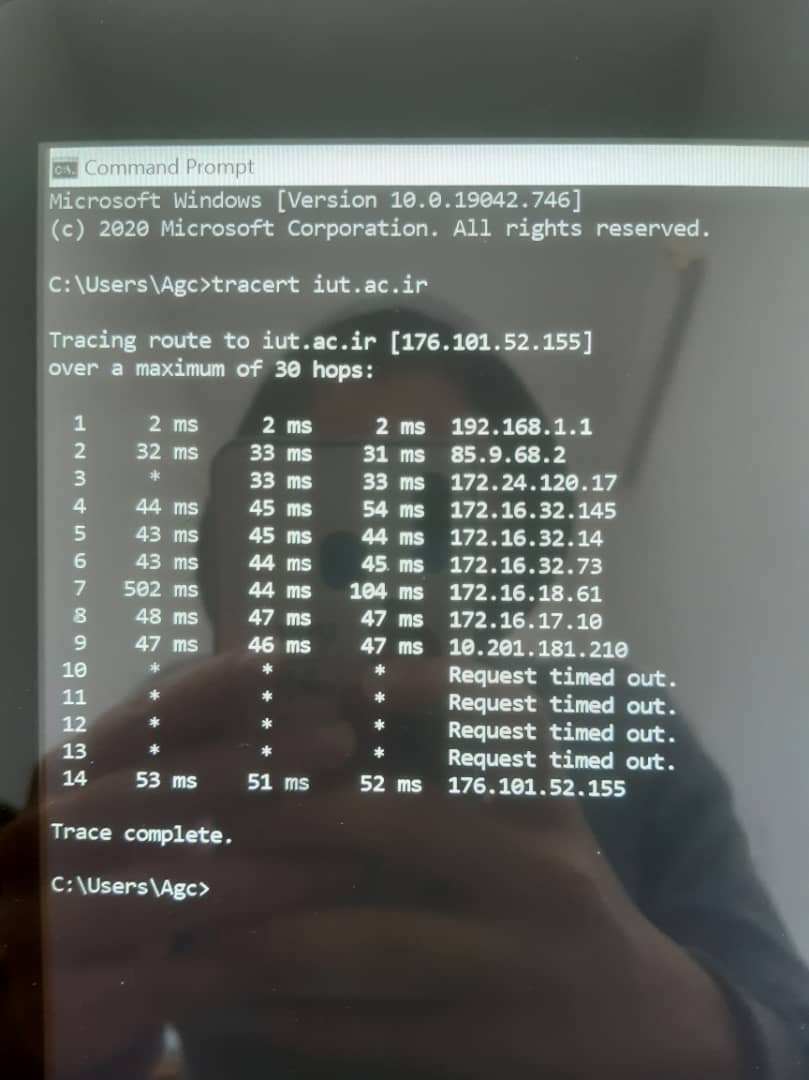 Command Prompt
Microsoft Windows [Version 10.0.19042.746]
(c) 2020 Microsoft Corporation. All rights reserved.
C:\Users\Agc>tracert iut.ac.ir
Tracing route to iut.ac.ir [176.101.52.155]
over a maximum of 30 hops:
1 2 ms 2 ms 2 ms 192.168.1.1
2 32 ms 33 ms 31 ms 85.9.68.2
3 * 33 ms 33 ms 172.24.120.17
4 44 ms 45 ms 54 ms 172.16.32.145
5 43 ms 45 ms 44 ms 172.16.32.14
6 43 ms 44 ms 45 ms 172.16.32.73
7 502 ms 44 ms 104 ms 172.16.18.61
8 48 ms 47 ms 47 ms 172.16.17.10
9 47 ms 46 ms 47 ms 10.201.181.210
10 * * * Request timed out.
11 * * * Request timed out.
12 * * * Request timed out.
13 * * * Request timed out.
14 53 ms 51 ms 52 ms 176.101.52.155
Trace complete.
C:\Users\Agc>